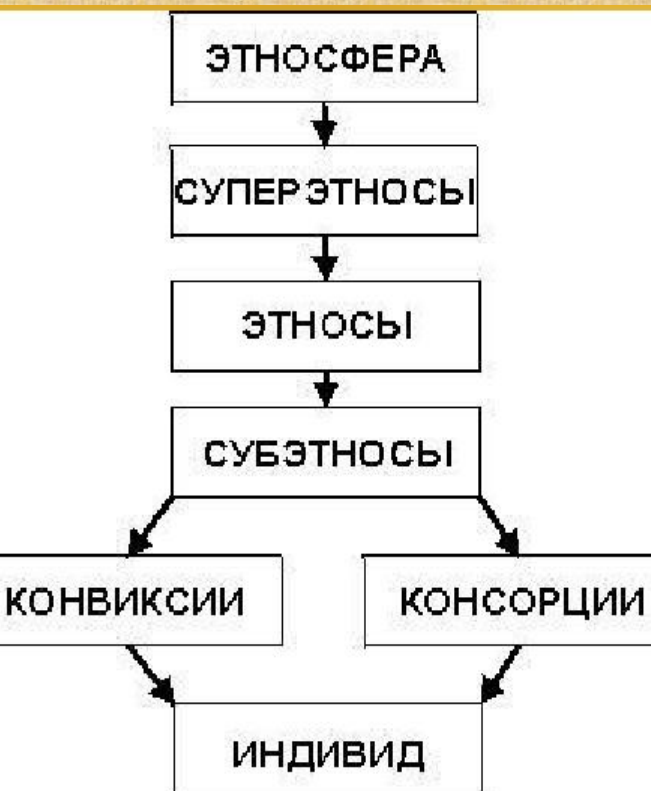 ЭТНОСФЕРА
СУПЕРЭТНОСЫ
ЭТНОСЫ
СУБЭТНОСЫ
КОНВИКСИИ
КОНСОРЦИИ
ИНДИВИД